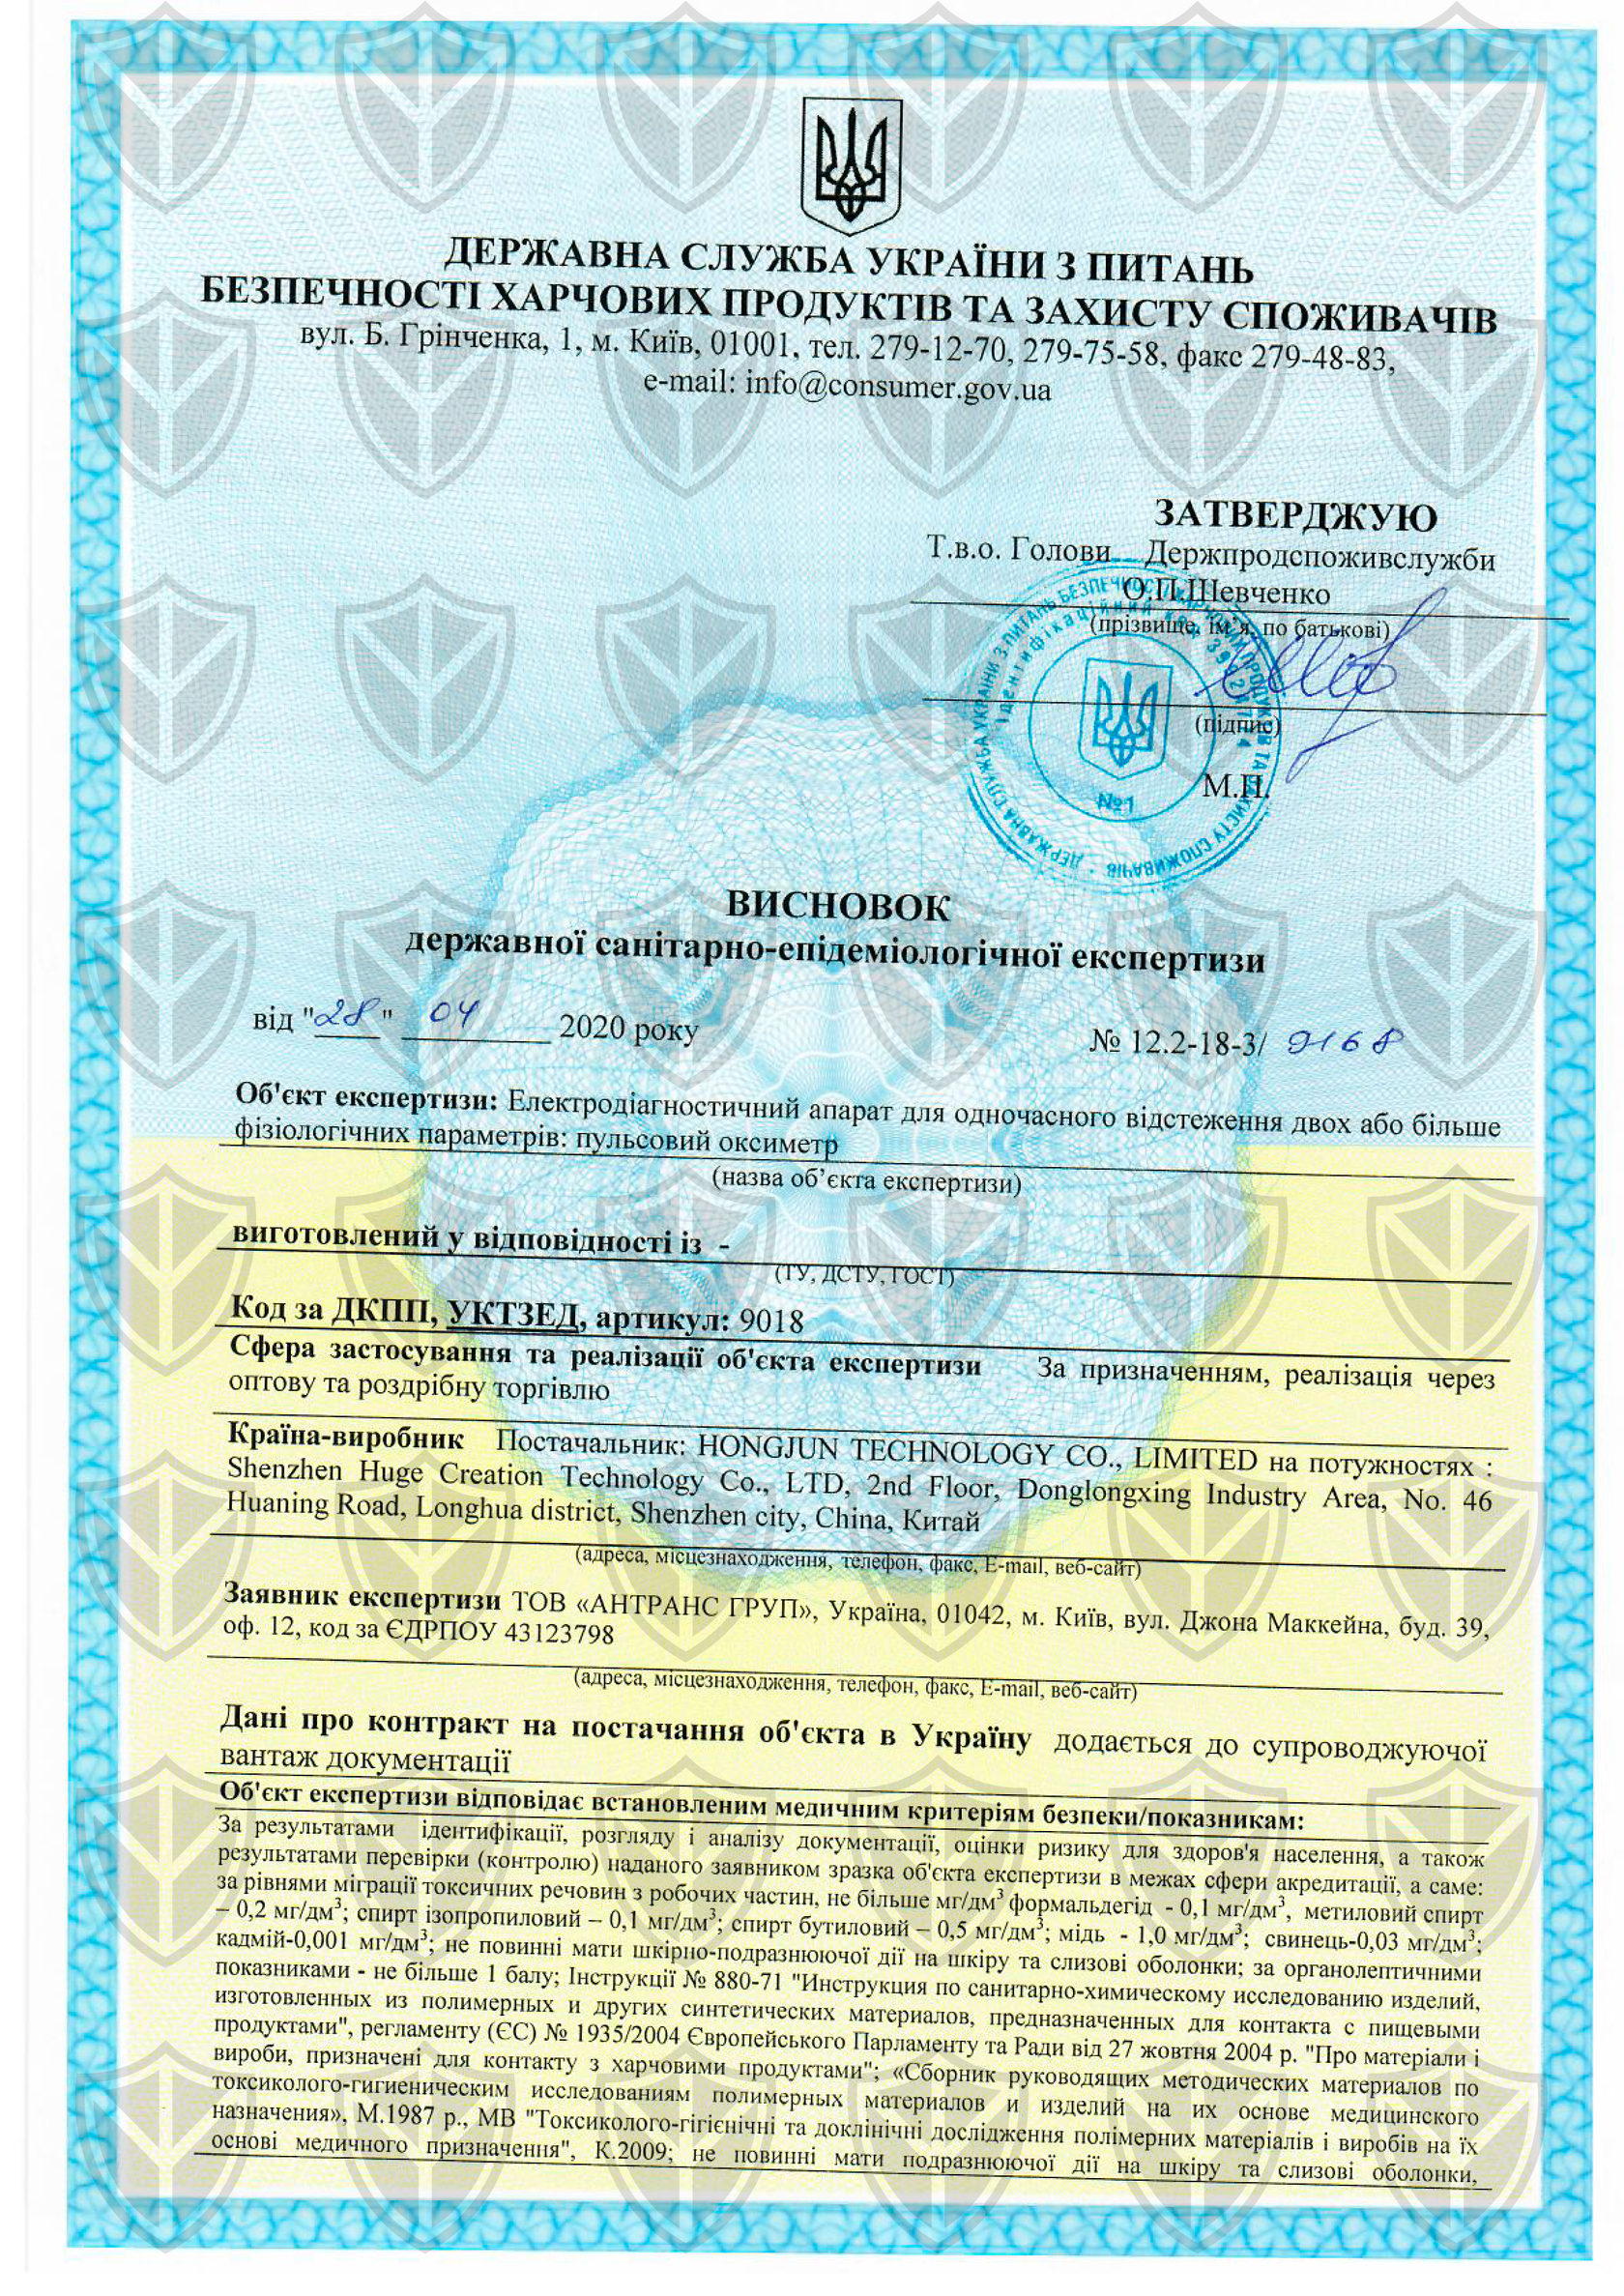 ДЕРЖАВНА СЛУЖБА УКРАЇНИ З ПИТАНЬ
БЕЗПЕЧНОСТІ ХАРЧОВИХ ПРОДУКТІВ ТА ЗАХИСТУ СПОЖИВАЧІВ
вул. Б. Грінченка, 1, м. Київ, 01001, тел. 279-12-70, 279-75-58, факс 279-48-83,
e-mail: info@consumer.gov.ua
ЗАТВЕРДЖУЮ
Т.в.о. Голови Держпродспоживслужби
О.П.Шевченко
(прізвище, ім'я, по батькові)
(підпис)
М.П.
ДЕРЖАВНА СЛУЖБА УКРАЇНИ З ПИТАНЬ БЕЗПЕЧНОСТІ ХАРЧОВИХ ПРОДУКТІВ ТА ЗАХИСТУ СПОЖИВАЧІВ
Ідентифікаційний код
№1
ВИСНОВОК
державної санітарно-епідеміологічної експертизи
від "28" 04 2020 року
№ 12.2-18-3/ 9168
Об'єкт експертизи: Електродіагностичний апарат для одночасного відстеження двох або більше
фізіологічних параметрів: пульсовий оксиметр
(назва об’єкта експертизи)
виготовлений у відповідності із -
(ТУ, ДСТУ, ГОСТ)
Код за ДКПП, УКТЗЕД, артикул: 9018
Сфера застосування та реалізації об'єкта експертизи За призначенням, реалізація через
оптову та роздрібну торгівлю
Країна-виробник Постачальник: HONGJUN TECHNOLOGY CO., LIMITED на потужностях :
Shenzhen Huge Creation Technology Co., LTD, 2nd Floor, Donglongxing Industry Area, No. 46
Huaning Road, Longhua district, Shenzhen city, China, Китай
(адреса, місцезнаходження, телефон, факс, E-mail, веб-сайт)
Заявник експертизи ТОВ «АНТРАНС ГРУП», Україна, 01042, м. Київ, вул. Джона Маккейна, буд. 39,
оф. 12, код за ЄДРПОУ 43123798
(адреса, місцезнаходження, телефон, факс, E-mail, веб-сайт)
Дані про контракт на постачання об'єкта в Україну додається до супроводжуючої
вантаж документації
Об'єкт експертизи відповідає встановленим медичним критеріям безпеки/показникам:
За результатами ідентифікації, розгляду і аналізу документації, оцінки ризику для здоров'я населення, а також
результатами перевірки (контролю) наданого заявником зразка об'єкта експертизи в межах сфери акредитації, а саме:
за рівнями міграції токсичних речовин з робочих частин, не більше мг/дм³ формальдегід - 0,1 мг/дм³, метиловий спирт
– 0,2 мг/дм³; спирт ізопропиловий – 0,1 мг/дм³; спирт бутиловий – 0,5 мг/дм³; мідь - 1,0 мг/дм³; свинець-0,03 мг/дм³;
кадмій-0,001 мг/дм³; не повинні мати шкірно-подразнюючої дії на шкіру та слизові оболонки; за органолептичними
показниками - не більше 1 балу; Інструкції № 880-71 "Инструкция по санитарно-химическому исследованию изделий,
изготовленных из полимерных и других синтетических материалов, предназначенных для контакта с пищевыми
продуктами", регламенту (ЄС) № 1935/2004 Європейського Парламенту та Ради від 27 жовтня 2004 р. "Про матеріали і
вироби, призначені для контакту з харчовими продуктами"; «Сборник руководящих методических материалов по
токсиколого-гигиеническим исследованиям полимерных материалов и изделий на их основе медицинского
назначения», М.1987 р., МВ "Токсиколого-гігієнічні та доклінічні дослідження полімерних матеріалів і виробів на їх
основі медичного призначення", К.2009; не повинні мати подразнюючої дії на шкіру та слизові оболонки,